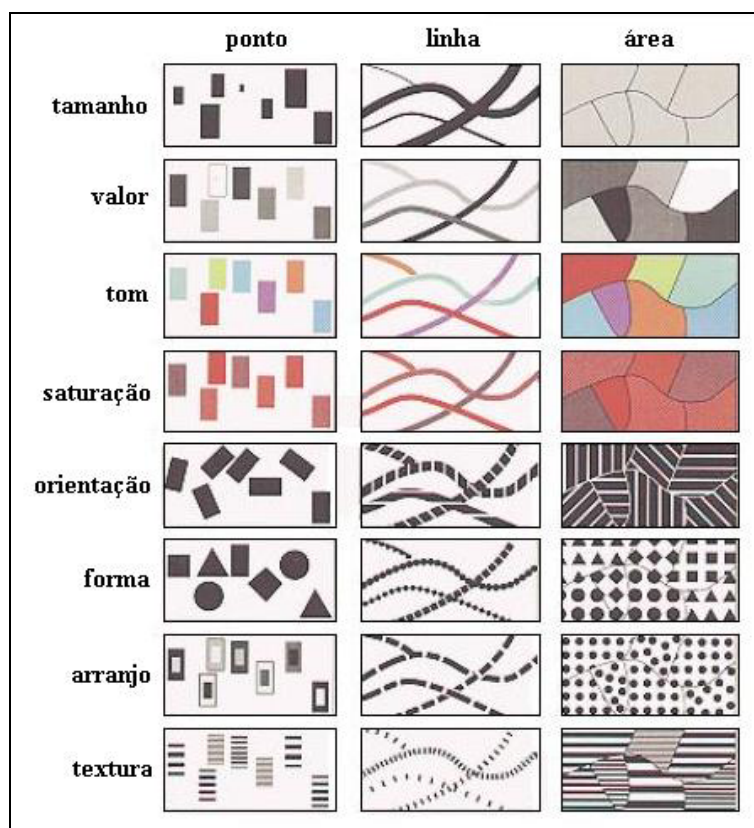 ponto linha área
tamanho
valor
tom
saturação
orientação
forma
arranjo
textura